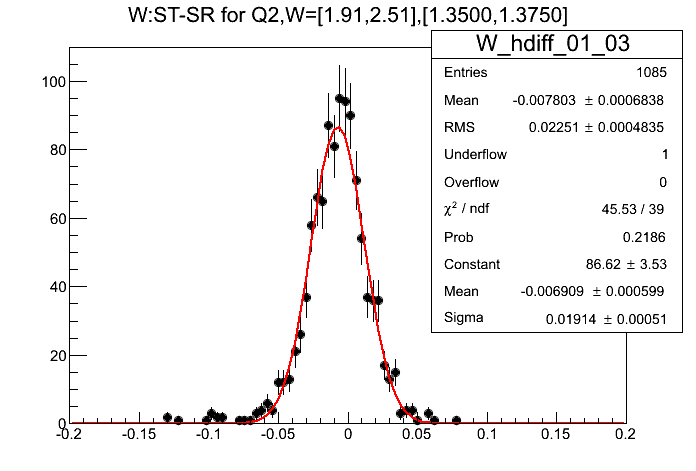 W:ST-SR for Q2,W=[1.91,2.51],[1.3500,1.3750]
W_hdiff_01_03
Entries 1085
Mean -0.007803 ± 0.0006838
RMS 0.02251 ± 0.0004835
Underflow 1
Overflow 0
χ² / ndf 45.53 / 39
Prob 0.2186
Constant 86.62 ± 3.53
Mean -0.006909 ± 0.000599
Sigma 0.01914 ± 0.00051
100
80
60
40
20
0
-0.2 -0.15 -0.1 -0.05 0 0.05 0.1 0.15 0.2